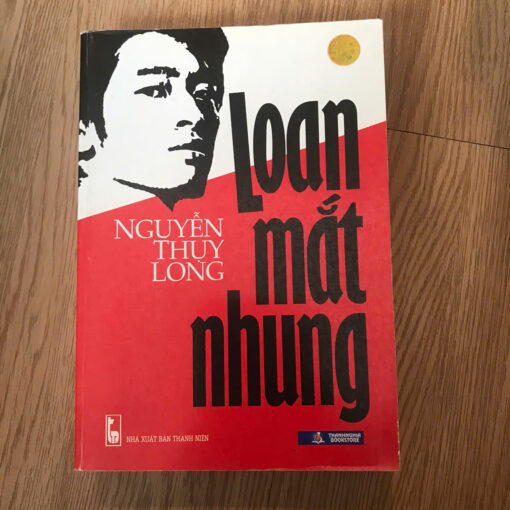 Loan
mắt
nhung
NGUYỄN
THỤY
LONG
NHÀ XUẤT BẢN THANH NIÊN
THANHNGHIA
BOOKSTORE